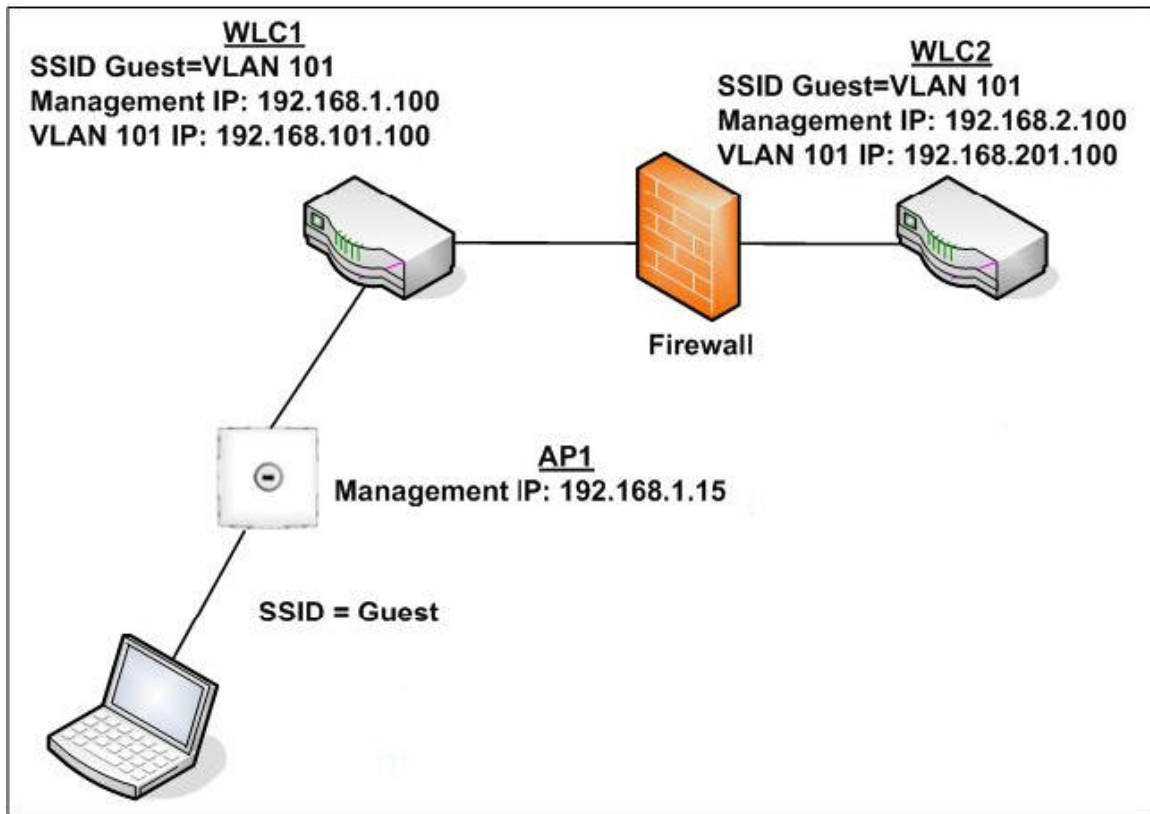 WLC1
SSID Guest=VLAN 101
Management IP: 192.168.1.100
VLAN 101 IP: 192.168.101.100
WLC2
SSID Guest=VLAN 101
Management IP: 192.168.2.100
VLAN 101 IP: 192.168.201.100
Firewall
AP1
Management IP: 192.168.1.15
SSID = Guest